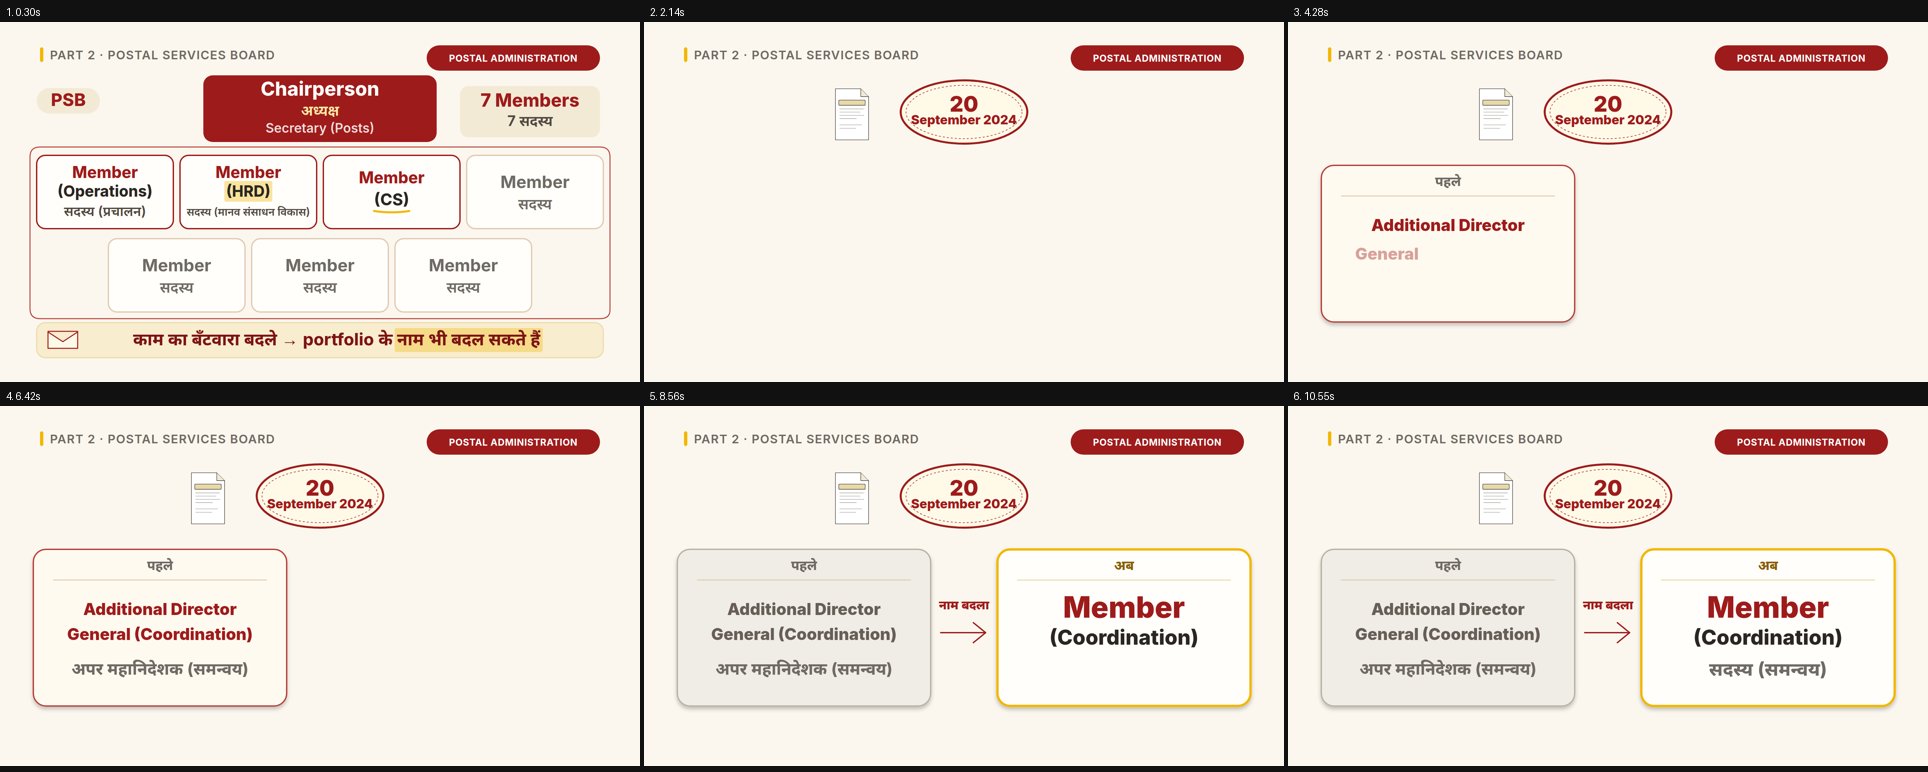 1. 0.30s
PART 2 · POSTAL SERVICES BOARD
POSTAL ADMINISTRATION
PSB
Chairperson
अध्यक्ष
Secretary (Posts)
7 Members
7 सदस्य
Member
(Operations)
सदस्य (प्रचालन)
Member
(HRD)
सदस्य (मानव संसाधन विकास)
Member
(CS)
Member
सदस्य
Member
सदस्य
Member
सदस्य
Member
सदस्य
काम का बँटवारा बदले → portfolio के नाम भी बदल सकते हैं
2. 2.14s
PART 2 · POSTAL SERVICES BOARD
POSTAL ADMINISTRATION
20
September 2024
3. 4.28s
PART 2 · POSTAL SERVICES BOARD
POSTAL ADMINISTRATION
20
September 2024
पहले
Additional Director
General
4. 6.42s
PART 2 · POSTAL SERVICES BOARD
POSTAL ADMINISTRATION
20
September 2024
पहले
Additional Director
General (Coordination)
अपर महानिदेशक (समन्वय)
5. 8.56s
PART 2 · POSTAL SERVICES BOARD
POSTAL ADMINISTRATION
20
September 2024
पहले
Additional Director
General (Coordination)
अपर महानिदेशक (समन्वय)
नाम बदला
अब
Member
(Coordination)
6. 10.55s
PART 2 · POSTAL SERVICES BOARD
POSTAL ADMINISTRATION
20
September 2024
पहले
Additional Director
General (Coordination)
अपर महानिदेशक (समन्वय)
नाम बदला
अब
Member
(Coordination)
सदस्य (समन्वय)